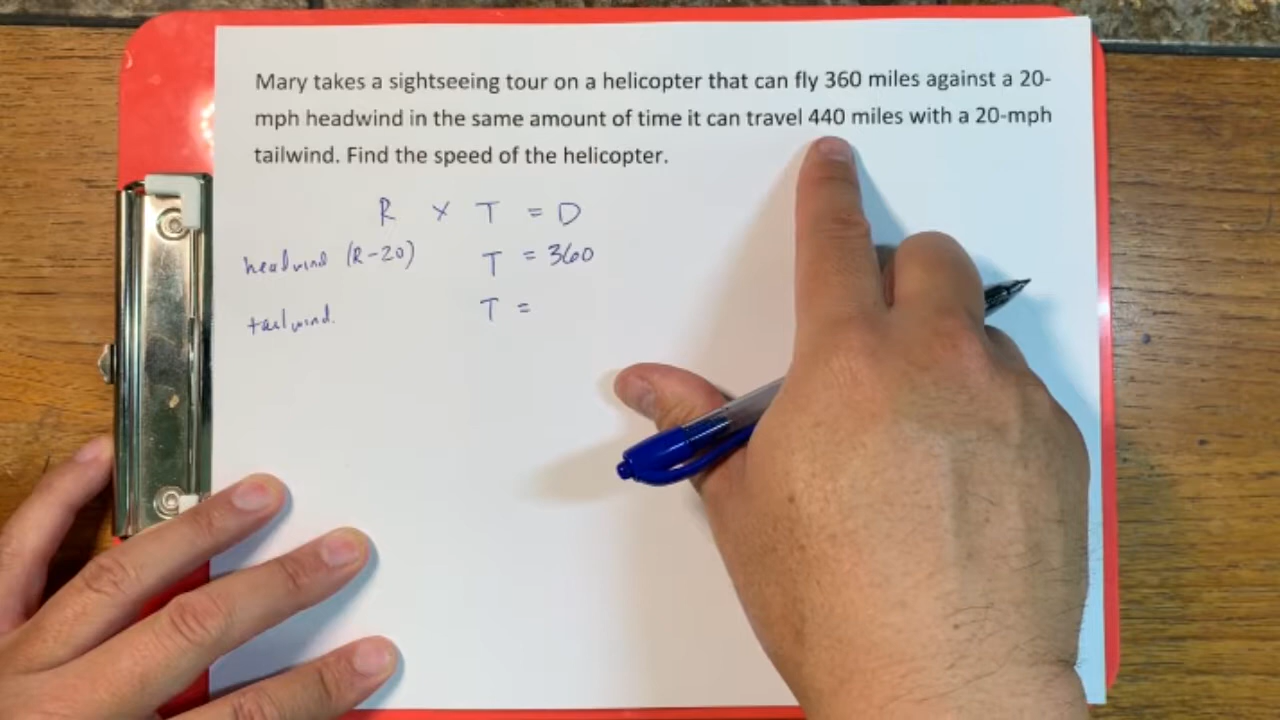 Mary takes a sightseeing tour on a helicopter that can fly 360 miles against a 20-
mph headwind in the same amount of time it can travel 440 miles with a 20-mph
tailwind. Find the speed of the helicopter.
R × T = D
headwind (R-20) T = 360
tailwind. T =